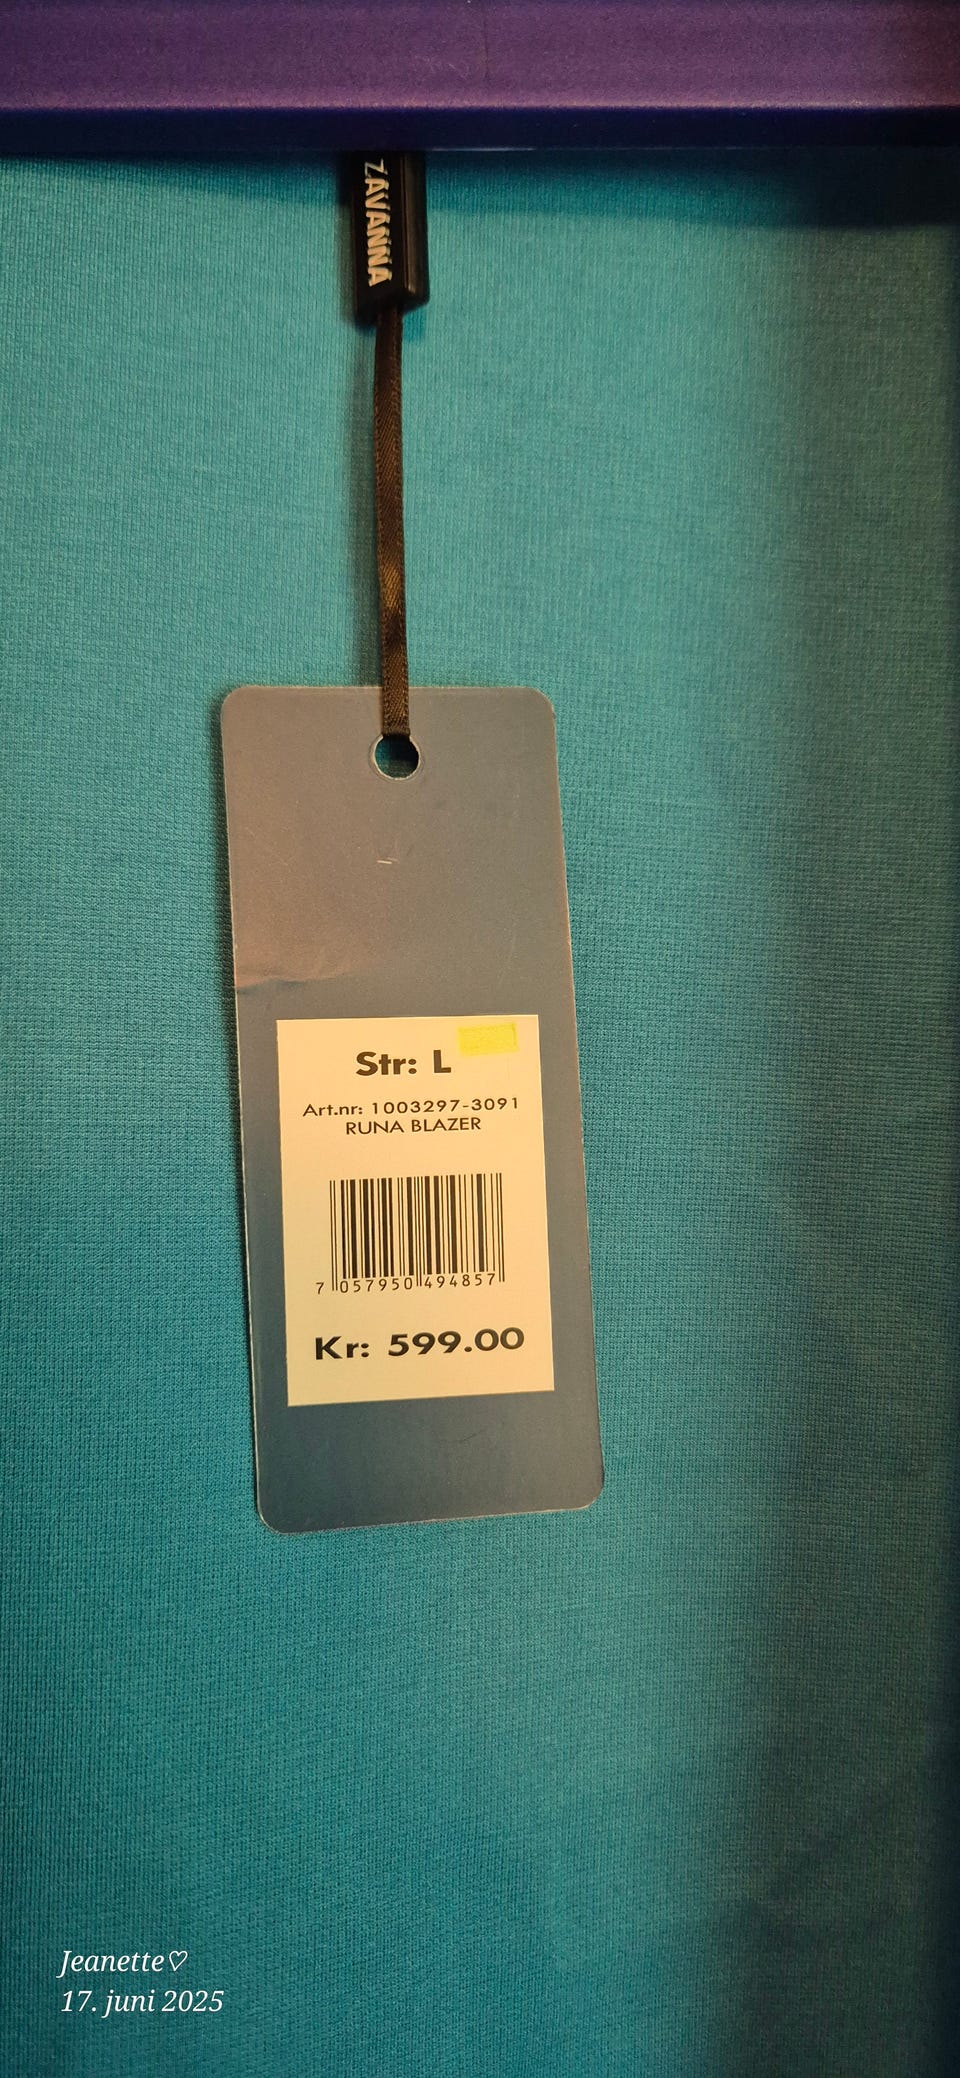 ZAVANNA
Str: L
Art.nr: 1003297-3091
RUNA BLAZER
7 057950 494857
Kr: 599.00
Jeanette♡
17. juni 2025